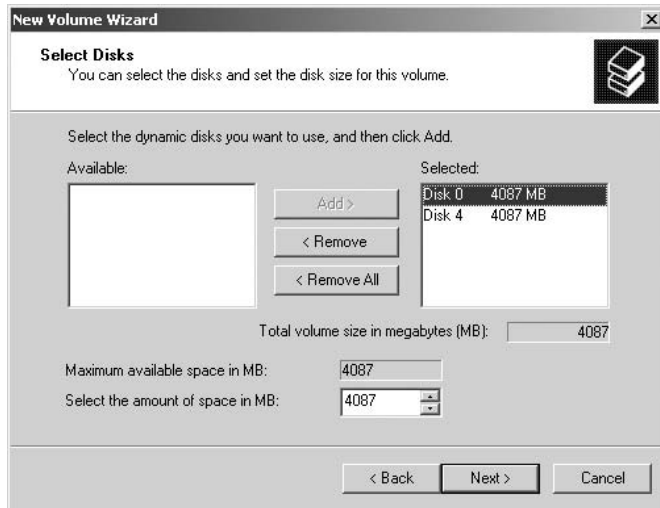 New Volume Wizard
Select Disks
You can select the disks and set the disk size for this volume.
Select the dynamic disks you want to use, and then click Add.
Available:
Selected:
Add >
< Remove
< Remove All
Disk 0 4087 MB
Disk 4 4087 MB
Total volume size in megabytes (MB): 4087
Maximum available space in MB: 4087
Select the amount of space in MB: 4087
< Back
Next >
Cancel